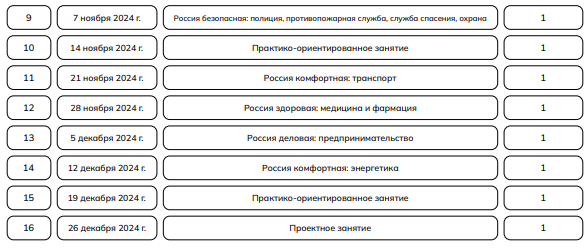 9 7 ноября 2024 г. Россия безопасная: полиция, противопожарная служба, служба спасения, охрана 1
10 14 ноября 2024 г. Практико-ориентированное занятие 1
11 21 ноября 2024 г. Россия комфортная: транспорт 1
12 28 ноября 2024 г. Россия здоровая: медицина и фармация 1
13 5 декабря 2024 г. Россия деловая: предпринимательство 1
14 12 декабря 2024 г. Россия комфортная: энергетика 1
15 19 декабря 2024 г. Практико-ориентированное занятие 1
16 26 декабря 2024 г. Проектное занятие 1